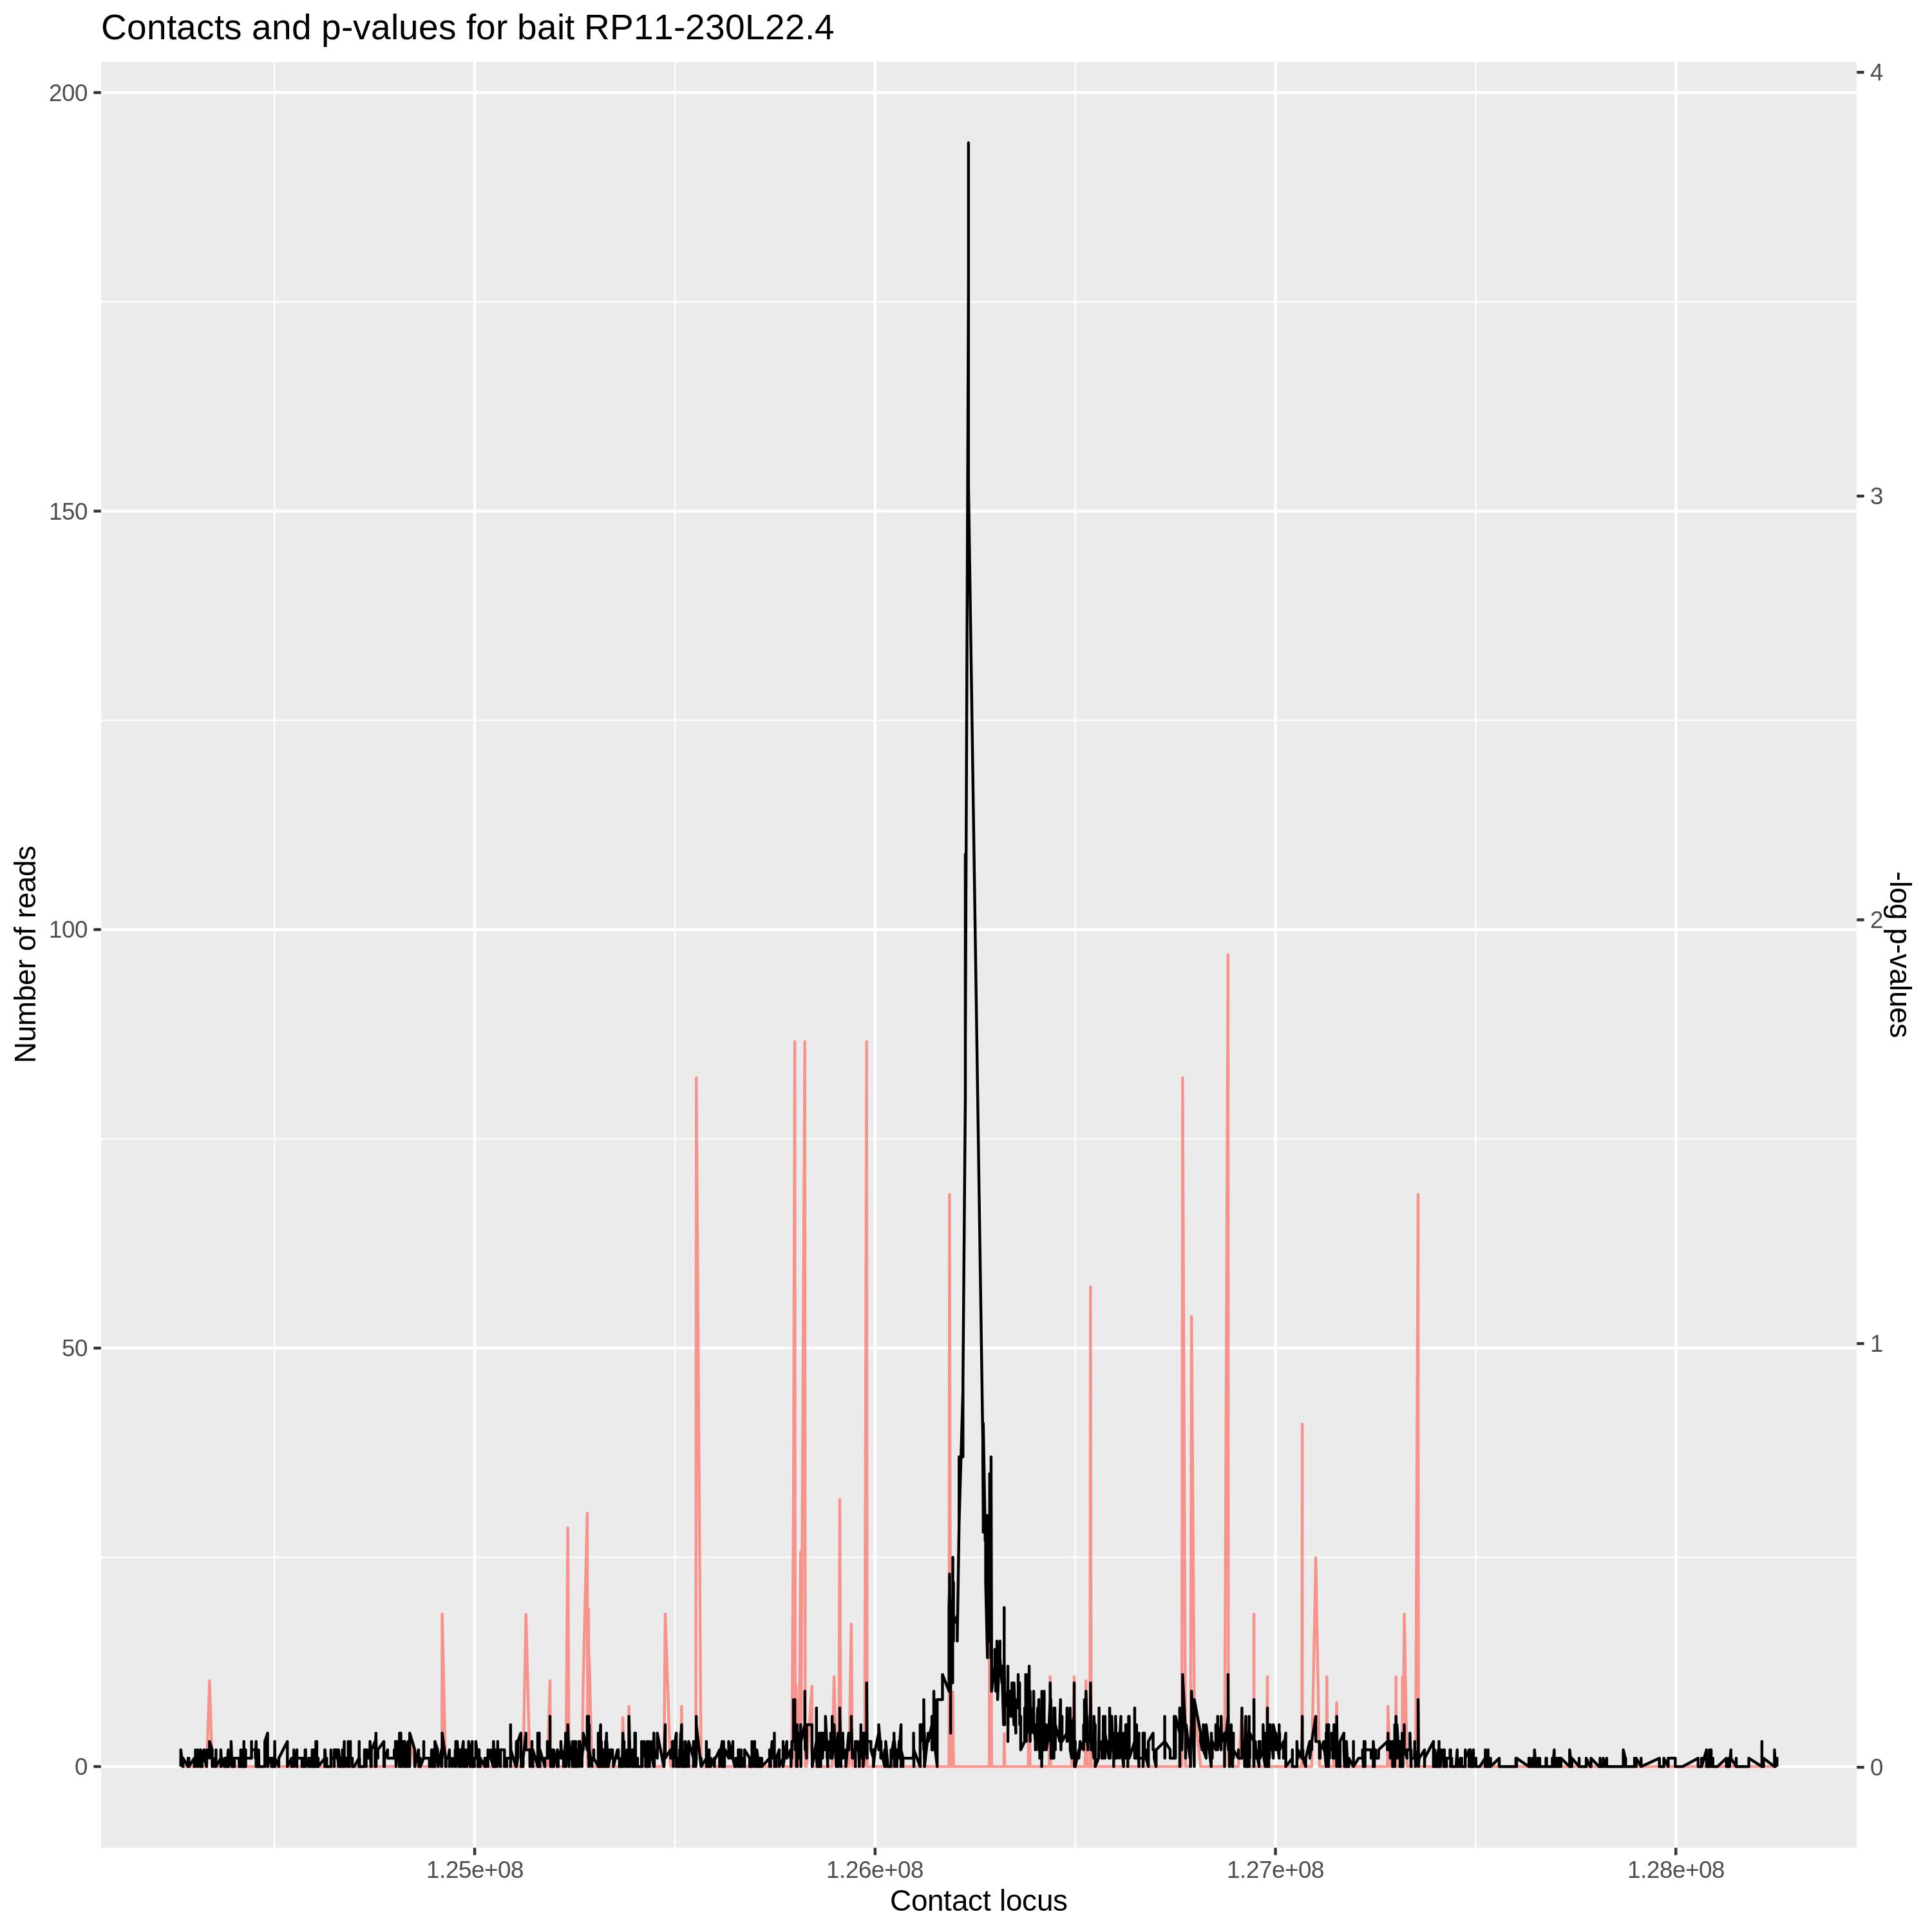 Contacts and p-values for bait RP11-230L22.4
200
150
100
50
0
Number of reads
4
3
2
1
0
-log p-values
1.25e+08
1.26e+08
1.27e+08
1.28e+08
Contact locus